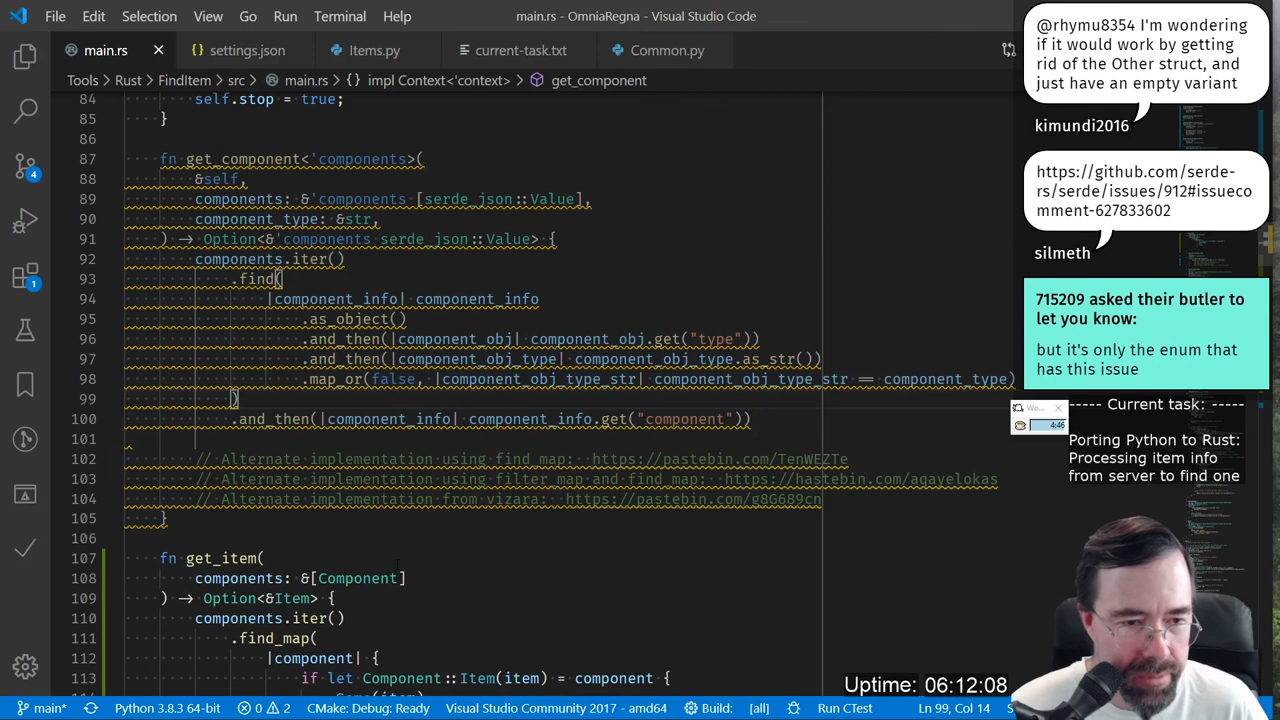 File Edit Selection View Go Run Terminal Help
main.rs - OmniaRegna - Visual Studio Code
main.rs
settings.json
Items.py
current-task.txt
Common.py
Tools > Rust > FindItem > src > main.rs > {} impl Context<'context> > get_component
84 self.stop = true;
85 }
86
87 fn get_component<'components>(
88 &self,
89 components: &'components [serde_json::Value],
90 component_type: &str,
91 ) → Option<&'components serde_json::Value> {
92 components.iter()
93 .find(
94 |component_info| component_info
95 .as_object()
96 .and_then(|component_obj| component_obj.get("type"))
97 .and_then(|component_obj_type| component_obj_type.as_str())
98 .map_or(false, |component_obj_type_str| component_obj_type_str == component_type)
99 )
100 .and_then(|component_info| component_info.get("component"))
101
102 // Alternate implementation using find_map: https://pastebin.com/TenWEZTe
103 // Alternate implementation using filter_map and find_map: https://hastebin.com/aqayelokas
104 // Alternate implementation from vivax: https://pastebin.com/g8G689cn
105 }
106
107 fn get_item(
108 components: &[Component]
109 ) → Option<&Item> {
110 components.iter()
111 .find_map(
112 |component| {
113 if let Component::Item(item) = component {
@rhymu8354 I'm wondering
if it would work by getting
rid of the Other struct, and
just have an empty variant
kimundi2016
https://github.com/serde-
rs/serde/issues/912#issueco
mment-627833602
silmeth
715209 asked their butler to
let you know:
but it's only the enum that
has this issue
Wo...
4:46
----- Current task: -----
Porting Python to Rust:
Processing item info
from server to find one
4
1
Uptime: 06:12:08
main* Python 3.8.3 64-bit 0 2 CMake: Debug: Ready Visual Studio Community 2017 - amd64 Build: [all] Run CTest Ln 99, Col 14